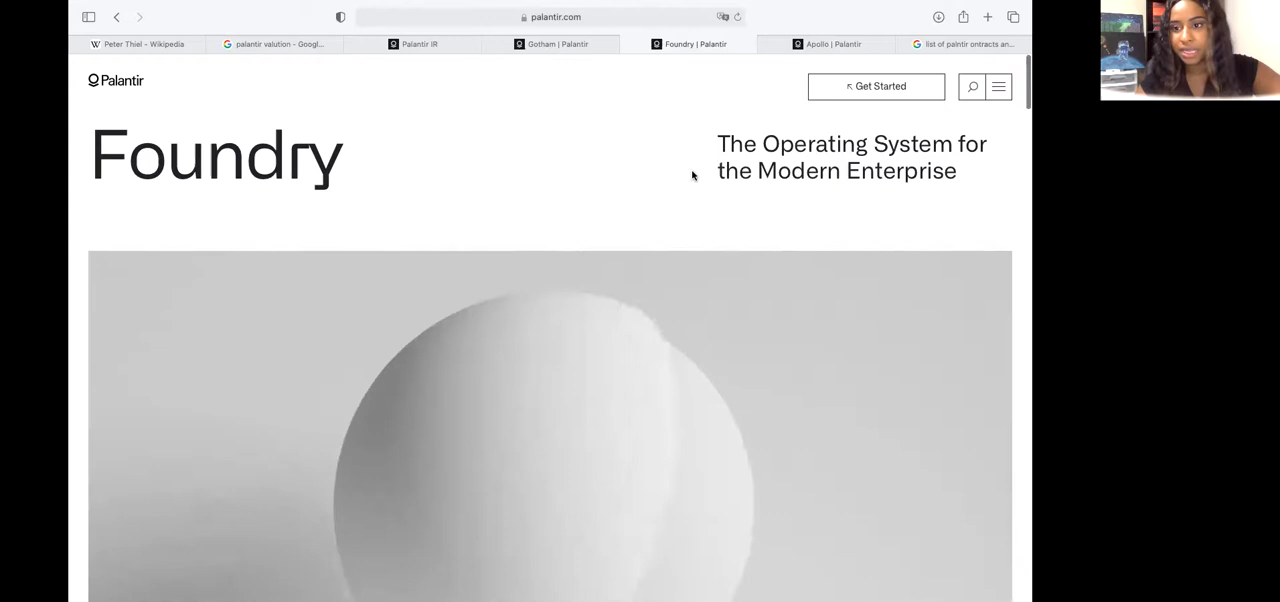 palantir.com
Peter Thiel - Wikipedia
palantir valution - Googl...
Palantir IR
Gotham | Palantir
Foundry | Palantir
Apollo | Palantir
list of palntir ontracts an...
Palantir
Get Started
Foundry
The Operating System for
the Modern Enterprise